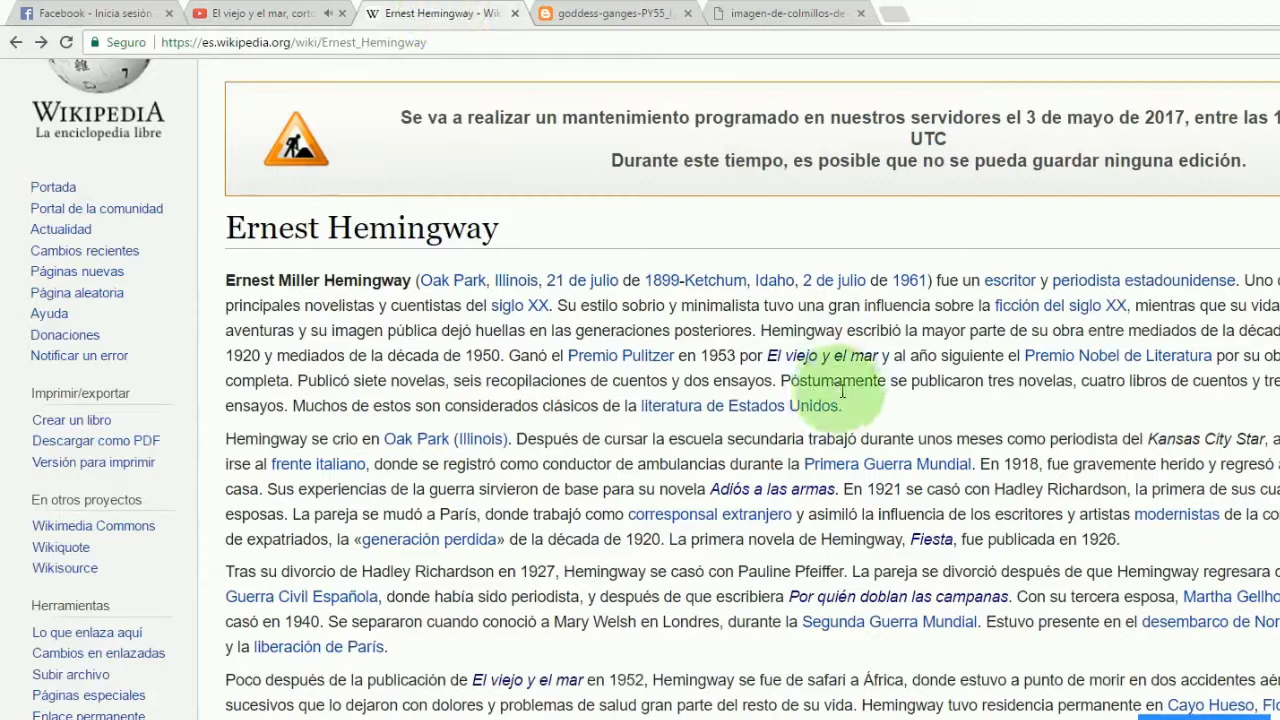 Facebook - Inicia sesión
El viejo y el mar, corto
Ernest Hemingway - Wik
goddess-ganges-PY55_l
imagen-de-colmillos-de
Seguro
https://es.wikipedia.org/wiki/Ernest_Hemingway
WIKIPEDIA
La enciclopedia libre
Portada
Portal de la comunidad
Actualidad
Cambios recientes
Páginas nuevas
Página aleatoria
Ayuda
Donaciones
Notificar un error
Imprimir/exportar
Crear un libro
Descargar como PDF
Versión para imprimir
En otros proyectos
Wikimedia Commons
Wikiquote
Wikisource
Herramientas
Lo que enlaza aquí
Cambios en enlazadas
Subir archivo
Páginas especiales
Enlace permanente
Se va a realizar un mantenimiento programado en nuestros servidores el 3 de mayo de 2017, entre las 1
UTC
Durante este tiempo, es posible que no se pueda guardar ninguna edición.
Ernest Hemingway
Ernest Miller Hemingway (Oak Park, Illinois, 21 de julio de 1899-Ketchum, Idaho, 2 de julio de 1961) fue un escritor y periodista estadounidense. Uno
principales novelistas y cuentistas del siglo XX. Su estilo sobrio y minimalista tuvo una gran influencia sobre la ficción del siglo XX, mientras que su vida
aventuras y su imagen pública dejó huellas en las generaciones posteriores. Hemingway escribió la mayor parte de su obra entre mediados de la décad
1920 y mediados de la década de 1950. Ganó el Premio Pulitzer en 1953 por El viejo y el mar y al año siguiente el Premio Nobel de Literatura por su ob
completa. Publicó siete novelas, seis recopilaciones de cuentos y dos ensayos. Póstumamente se publicaron tres novelas, cuatro libros de cuentos y tre
ensayos. Muchos de estos son considerados clásicos de la literatura de Estados Unidos.
Hemingway se crio en Oak Park (Illinois). Después de cursar la escuela secundaria trabajó durante unos meses como periodista del Kansas City Star, a
irse al frente italiano, donde se registró como conductor de ambulancias durante la Primera Guerra Mundial. En 1918, fue gravemente herido y regresó
casa. Sus experiencias de la guerra sirvieron de base para su novela Adiós a las armas. En 1921 se casó con Hadley Richardson, la primera de sus cua
esposas. La pareja se mudó a París, donde trabajó como corresponsal extranjero y asimiló la influencia de los escritores y artistas modernistas de la co
de expatriados, la «generación perdida» de la década de 1920. La primera novela de Hemingway, Fiesta, fue publicada en 1926.
Tras su divorcio de Hadley Richardson en 1927, Hemingway se casó con Pauline Pfeiffer. La pareja se divorció después de que Hemingway regresara d
Guerra Civil Española, donde había sido periodista, y después de que escribiera Por quién doblan las campanas. Con su tercera esposa, Martha Gellho
casó en 1940. Se separaron cuando conoció a Mary Welsh en Londres, durante la Segunda Guerra Mundial. Estuvo presente en el desembarco de Nor
y la liberación de París.
Poco después de la publicación de El viejo y el mar en 1952, Hemingway se fue de safari a África, donde estuvo a punto de morir en dos accidentes aér
sucesivos que lo dejaron con dolores y problemas de salud gran parte del resto de su vida. Hemingway tuvo residencia permanente en Cayo Hueso, Flo